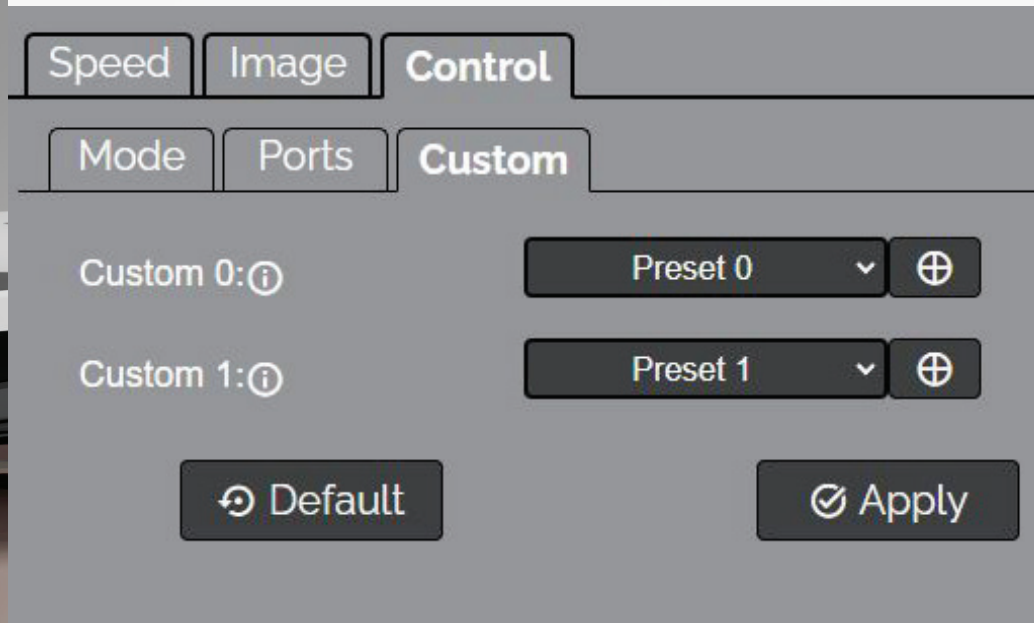 Speed Image Control
Mode Ports Custom
Custom 0: Preset 0
Custom 1: Preset 1
Default Apply